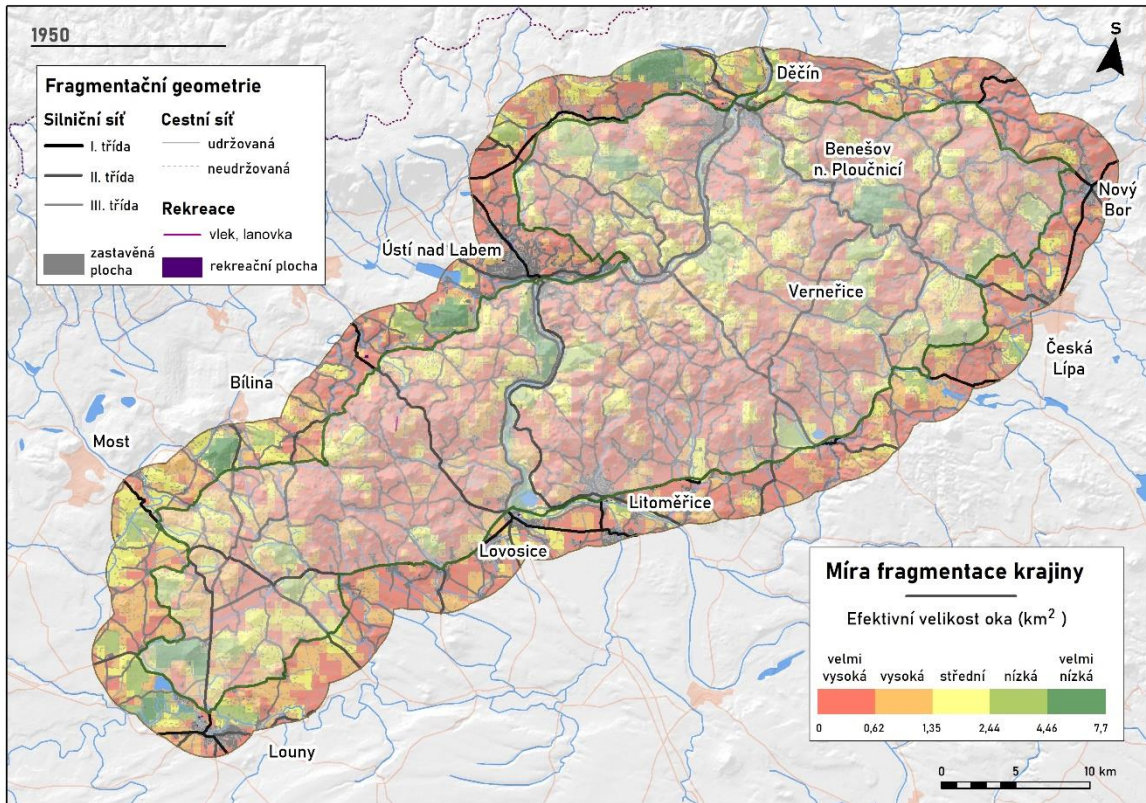 1950
Fragmentační geometrie
Silniční síť
I. třída
II. třída
III. třída
zastavěná
plocha
Cestní síť
udržovaná
neudržovaná
Rekreace
vlek, lanovka
rekreační plocha
S
Děčín
Benešov
n. Ploučnicí
Nový
Bor
Ústí nad Labem
Verneřice
Česká
Lípa
Bílina
Most
Litoměřice
Lovosice
Louny
Míra fragmentace krajiny
Efektivní velikost oka (km² )
velmi
vysoká
vysoká
střední
nízká
velmi
nízká
0 0,62 1,35 2,44 4,46 7,7
0 5 10 km